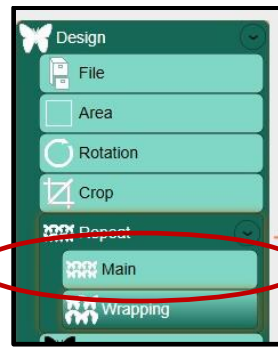 Design
File
Area
Rotation
Crop
Repeat
Main
Wrapping